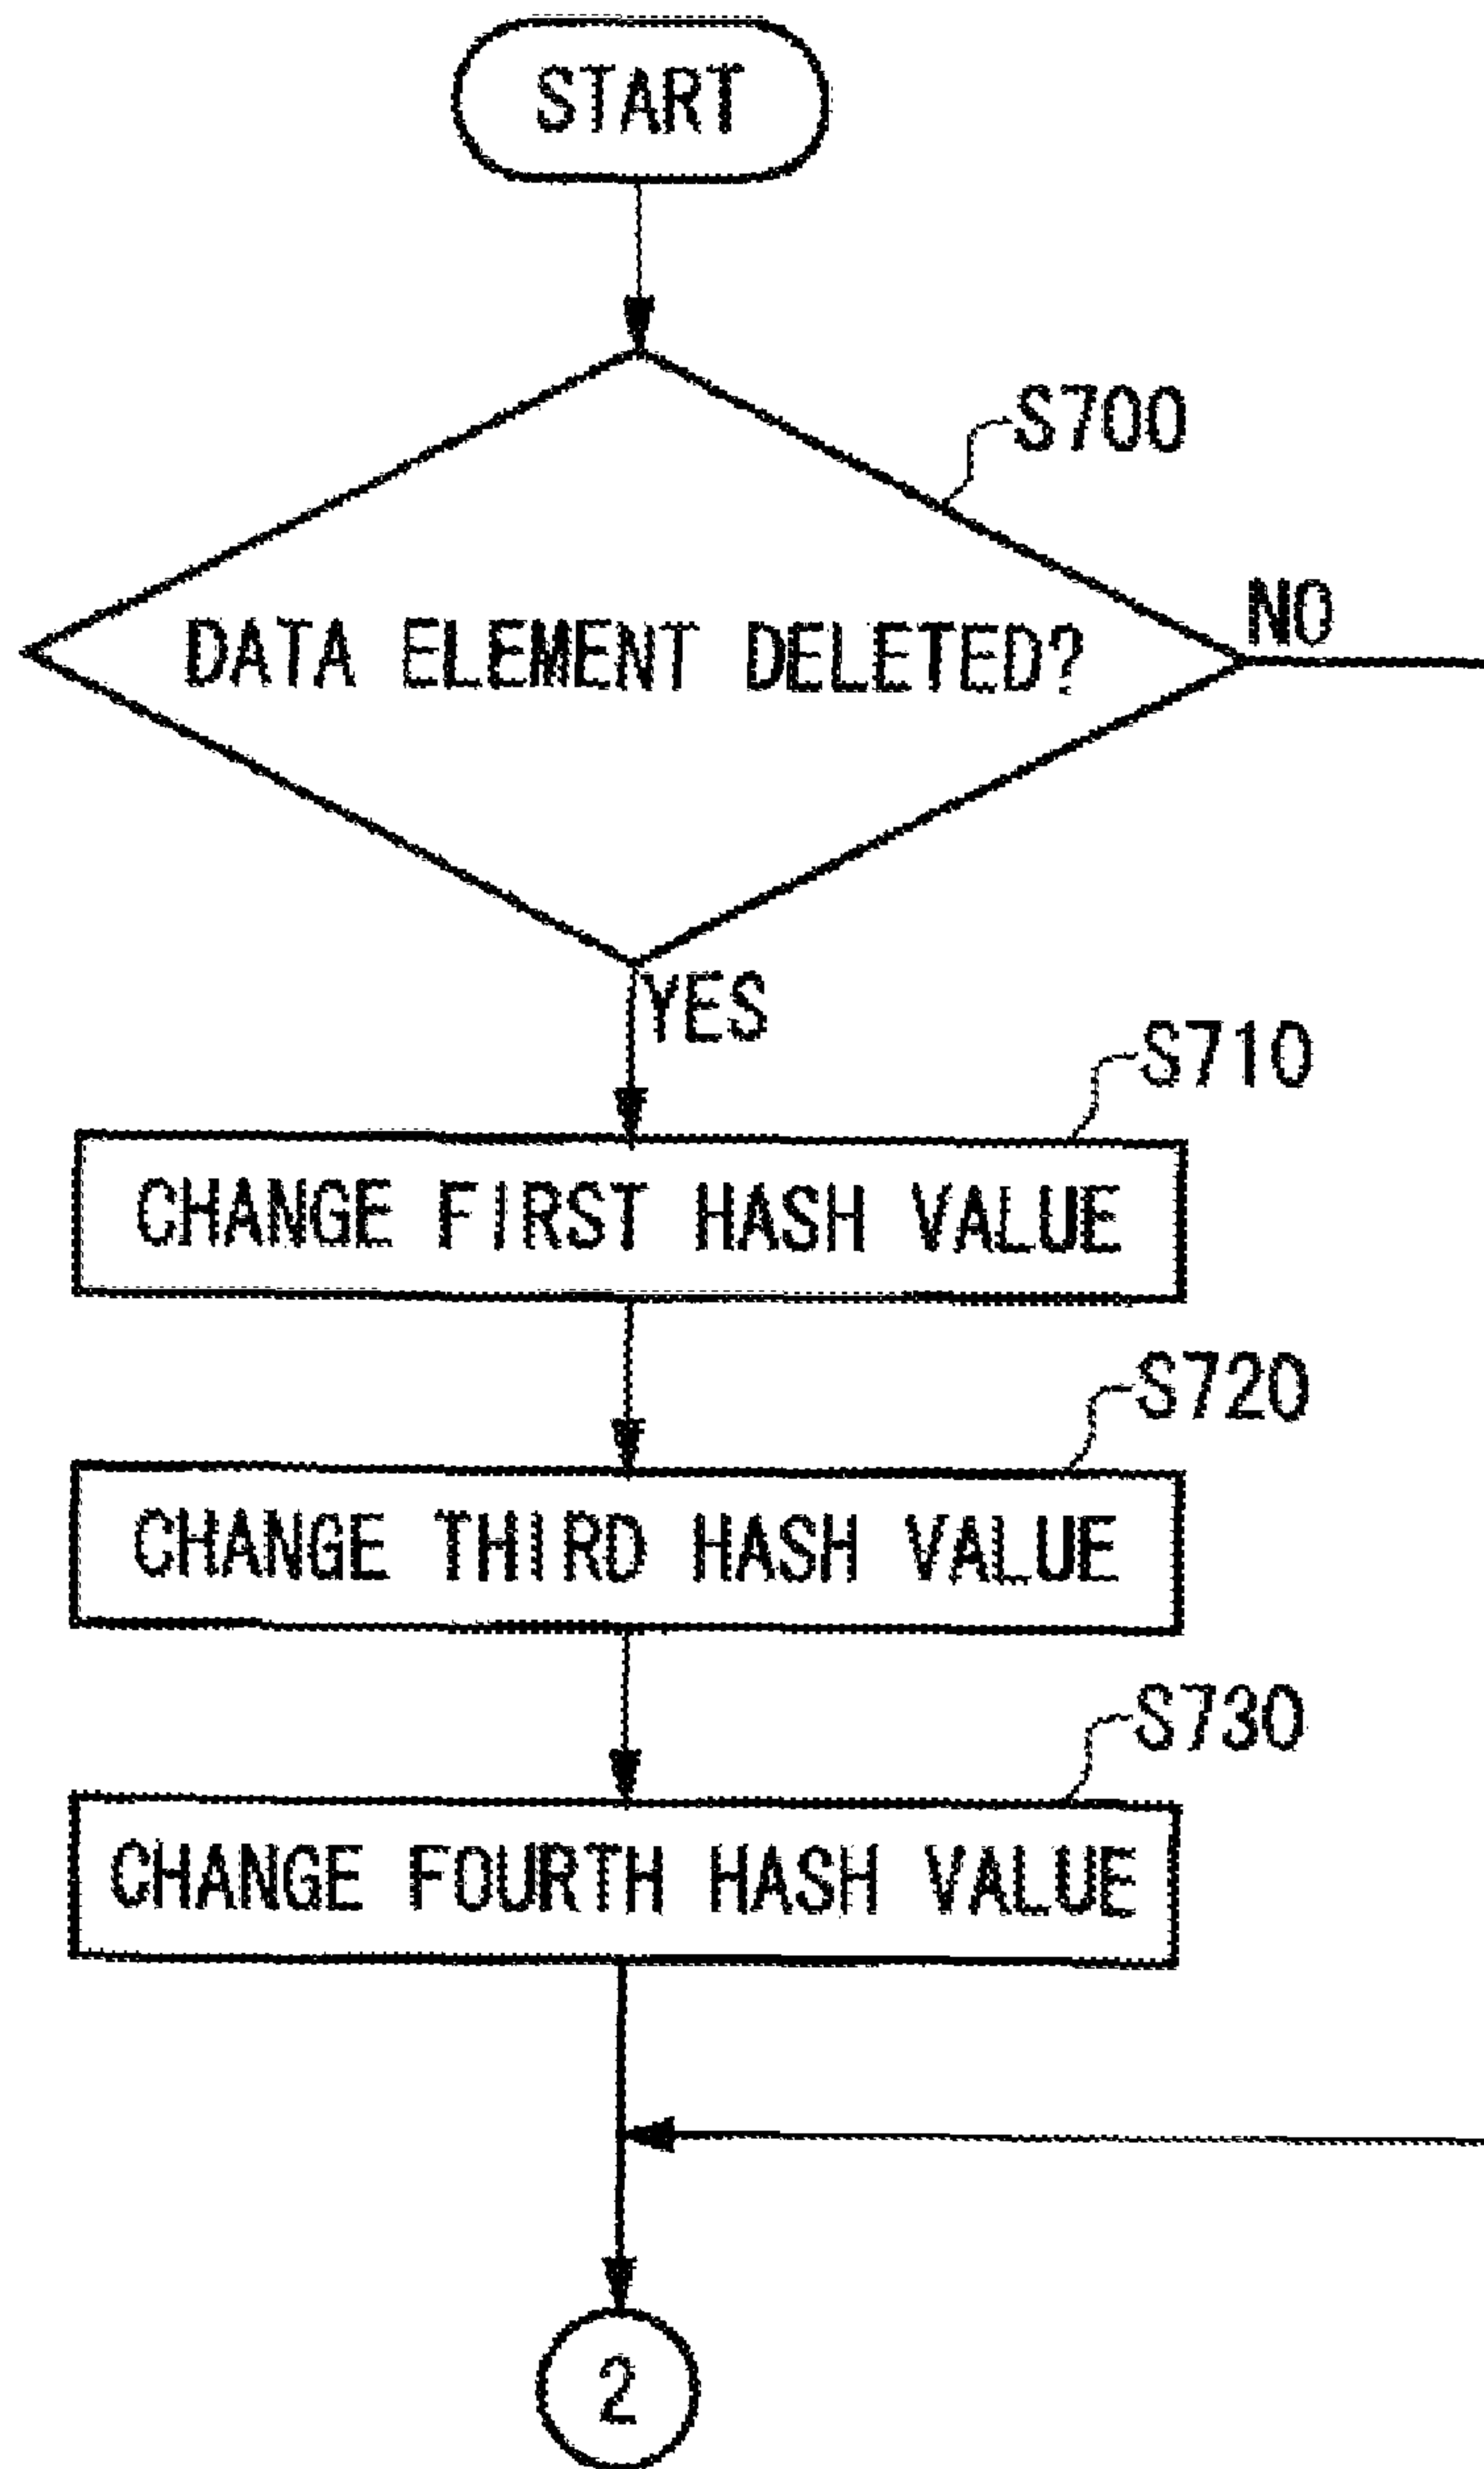 START
S700
DATA ELEMENT DELETED?
NO
YES
S710
CHANGE FIRST HASH VALUE
S720
CHANGE THIRD HASH VALUE
S730
CHANGE FOURTH HASH VALUE
2